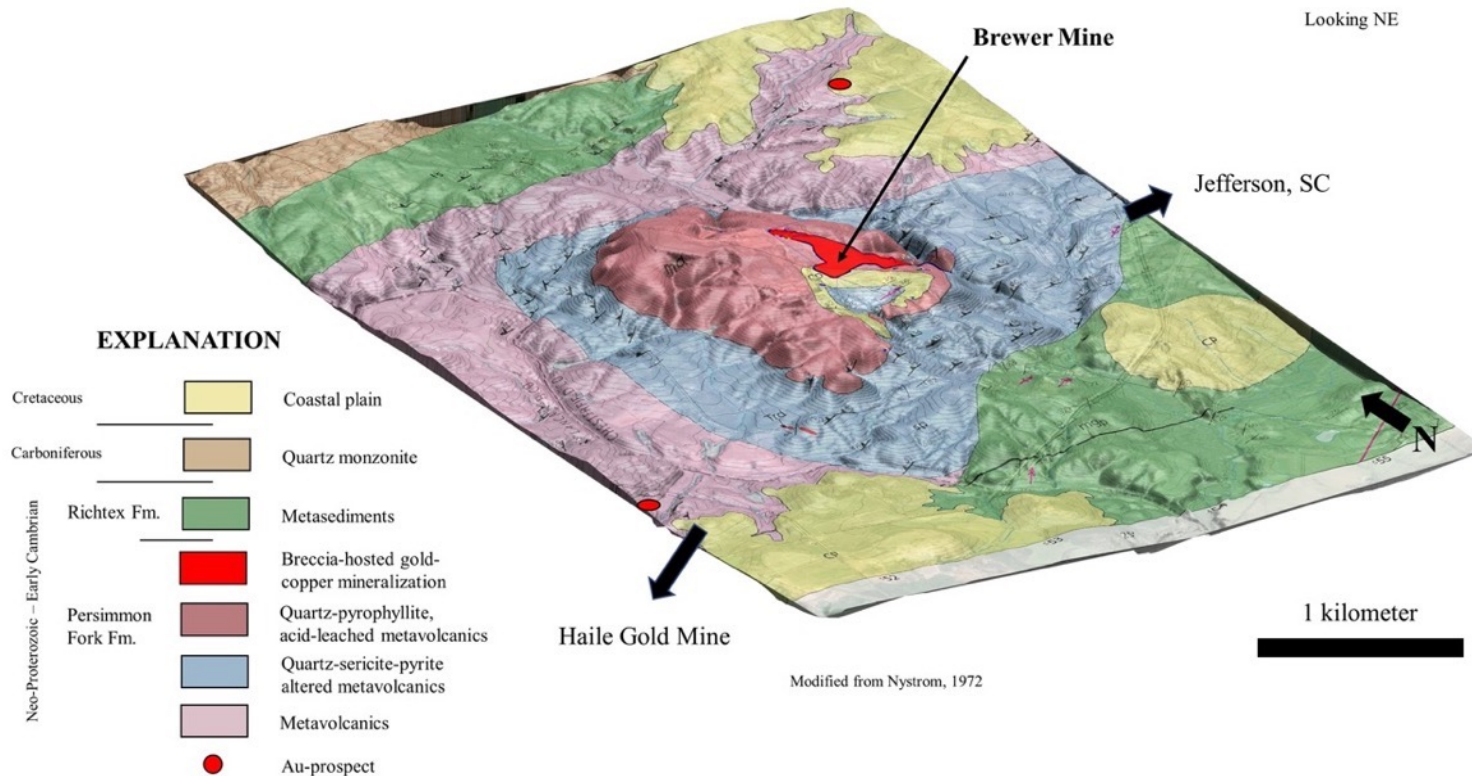 Looking NE
Brewer Mine
Jefferson, SC
N
EXPLANATION
Cretaceous
Coastal plain
Carboniferous
Quartz monzonite
Richtex Fm.
Metasediments
Neo-Proterozoic – Early Cambrian
Breccia-hosted gold-
copper mineralization
Persimmon
Fork Fm.
Quartz-pyrophyllite,
acid-leached metavolcanics
Quartz-sericite-pyrite
altered metavolcanics
Metavolcanics
Au-prospect
Haile Gold Mine
Modified from Nystrom, 1972
1 kilometer
Cp
Cp